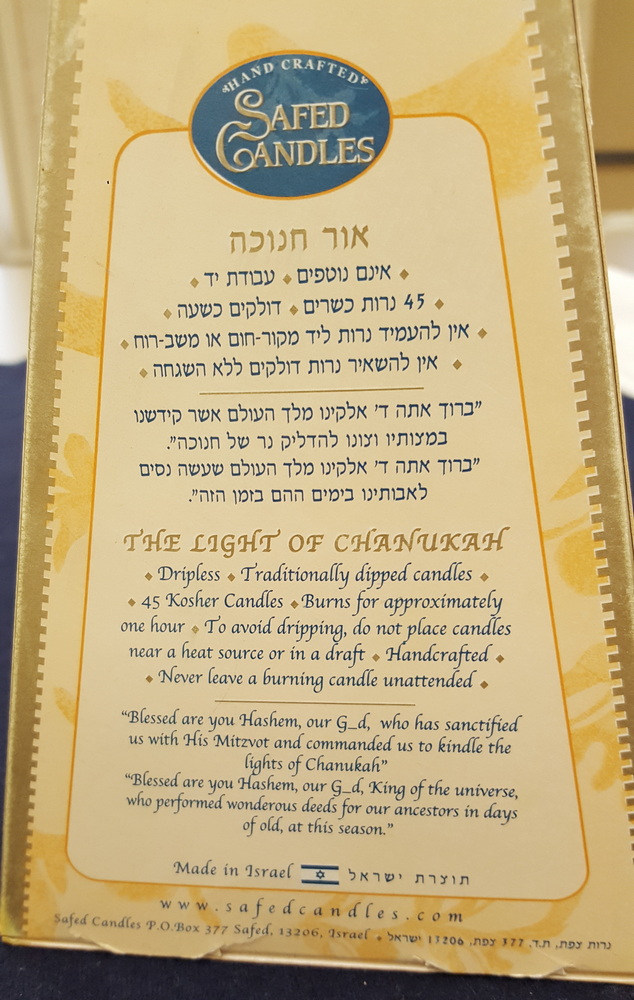 HAND CRAFTED
SAFED
CANDLES
אור חנוכה
◆ אינם נוטפים ◆ עבודת יד ◆
◆ 45 נרות כשרים ◆ דולקים כשעה ◆
◆ אין להעמיד נרות ליד מקור-חום או משב-רוח ◆
◆ אין להשאיר נרות דולקים ללא השגחה ◆
"ברוך אתה ד' אלקינו מלך העולם אשר קידשנו
במצותיו וצונו להדליק נר של חנוכה".
"ברוך אתה ד' אלקינו מלך העולם שעשה נסים
לאבותינו בימים ההם בזמן הזה".
THE LIGHT OF CHANUKAH
◆ Dripless ◆ Traditionally dipped candles ◆
◆ 45 Kosher Candles ◆ Burns for approximately
one hour ◆ To avoid dripping, do not place candles
near a heat source or in a draft ◆ Handcrafted ◆
◆ Never leave a burning candle unattended ◆
"Blessed are you Hashem, our G_d, who has sanctified
us with His Mitzvot and commanded us to kindle the
lights of Chanukah"
"Blessed are you Hashem, our G_d, King of the universe,
who performed wonderous deeds for our ancestors in days
of old, at this season."
Made in Israel תוצרת ישראל
www.safedcandles.com
Safed Candles P.O.Box 377 Safed, 13206, Israel ◆ נרות צפת, ת.ד. 377 צפת, 13206 ישראל